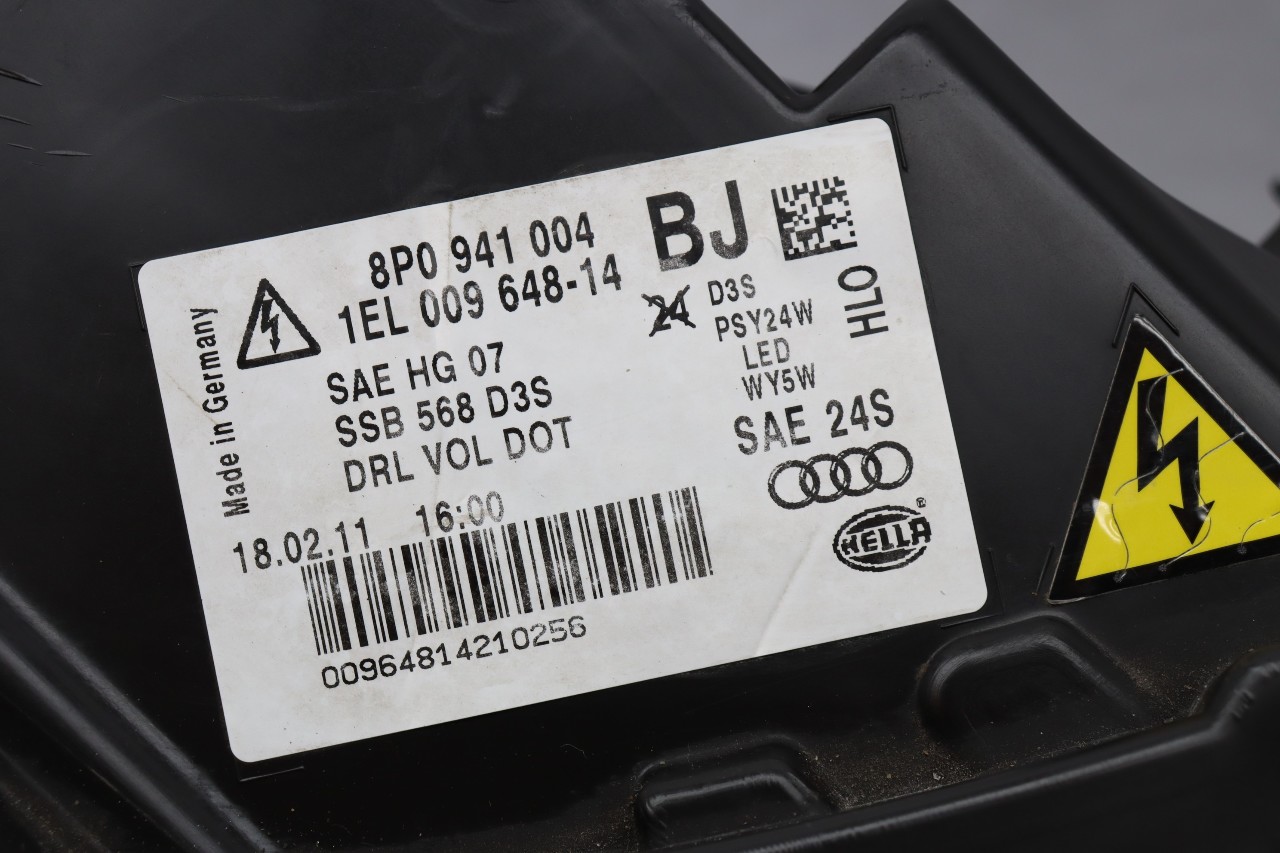 8P0 941 004
1EL 009 648-14
BJ
24
D3S
PSY24W
LED
WY5W
HL0
SAE HG 07
SSB 568 D3S
DRL VOL DOT
SAE 24S
Made in Germany
18.02.11 16:00
00964814210256
HELLA ®